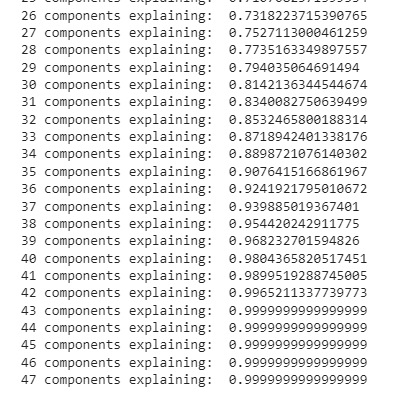 26 components explaining: 0.7318223715390765
27 components explaining: 0.7527113000461259
28 components explaining: 0.7735163349897557
29 components explaining: 0.794035064691494
30 components explaining: 0.8142136344544674
31 components explaining: 0.8340082750639499
32 components explaining: 0.8532465800188314
33 components explaining: 0.8718942401338176
34 components explaining: 0.8898721076140302
35 components explaining: 0.9076415166861967
36 components explaining: 0.9241921795010672
37 components explaining: 0.939885019367401
38 components explaining: 0.954420242911775
39 components explaining: 0.968232701594826
40 components explaining: 0.9804365820517451
41 components explaining: 0.9899519288745005
42 components explaining: 0.9965211337739773
43 components explaining: 0.9999999999999999
44 components explaining: 0.9999999999999999
45 components explaining: 0.9999999999999999
46 components explaining: 0.9999999999999999
47 components explaining: 0.9999999999999999